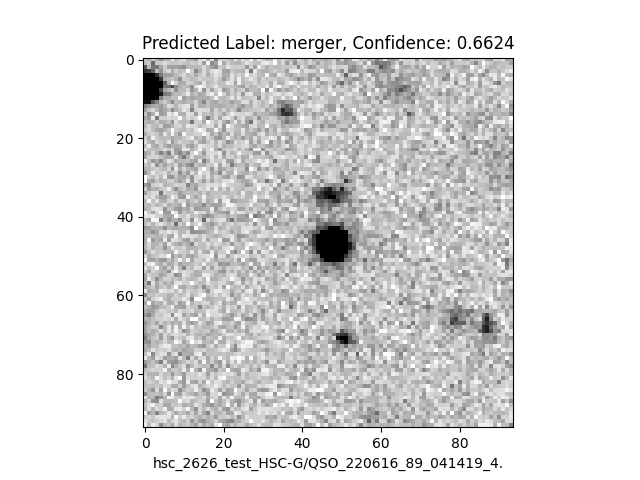 Predicted Label: merger, Confidence: 0.6624
0
20
40
60
80
0 20 40 60 80
hsc_2626_test_HSC-G/QSO_220616_89_041419_4.